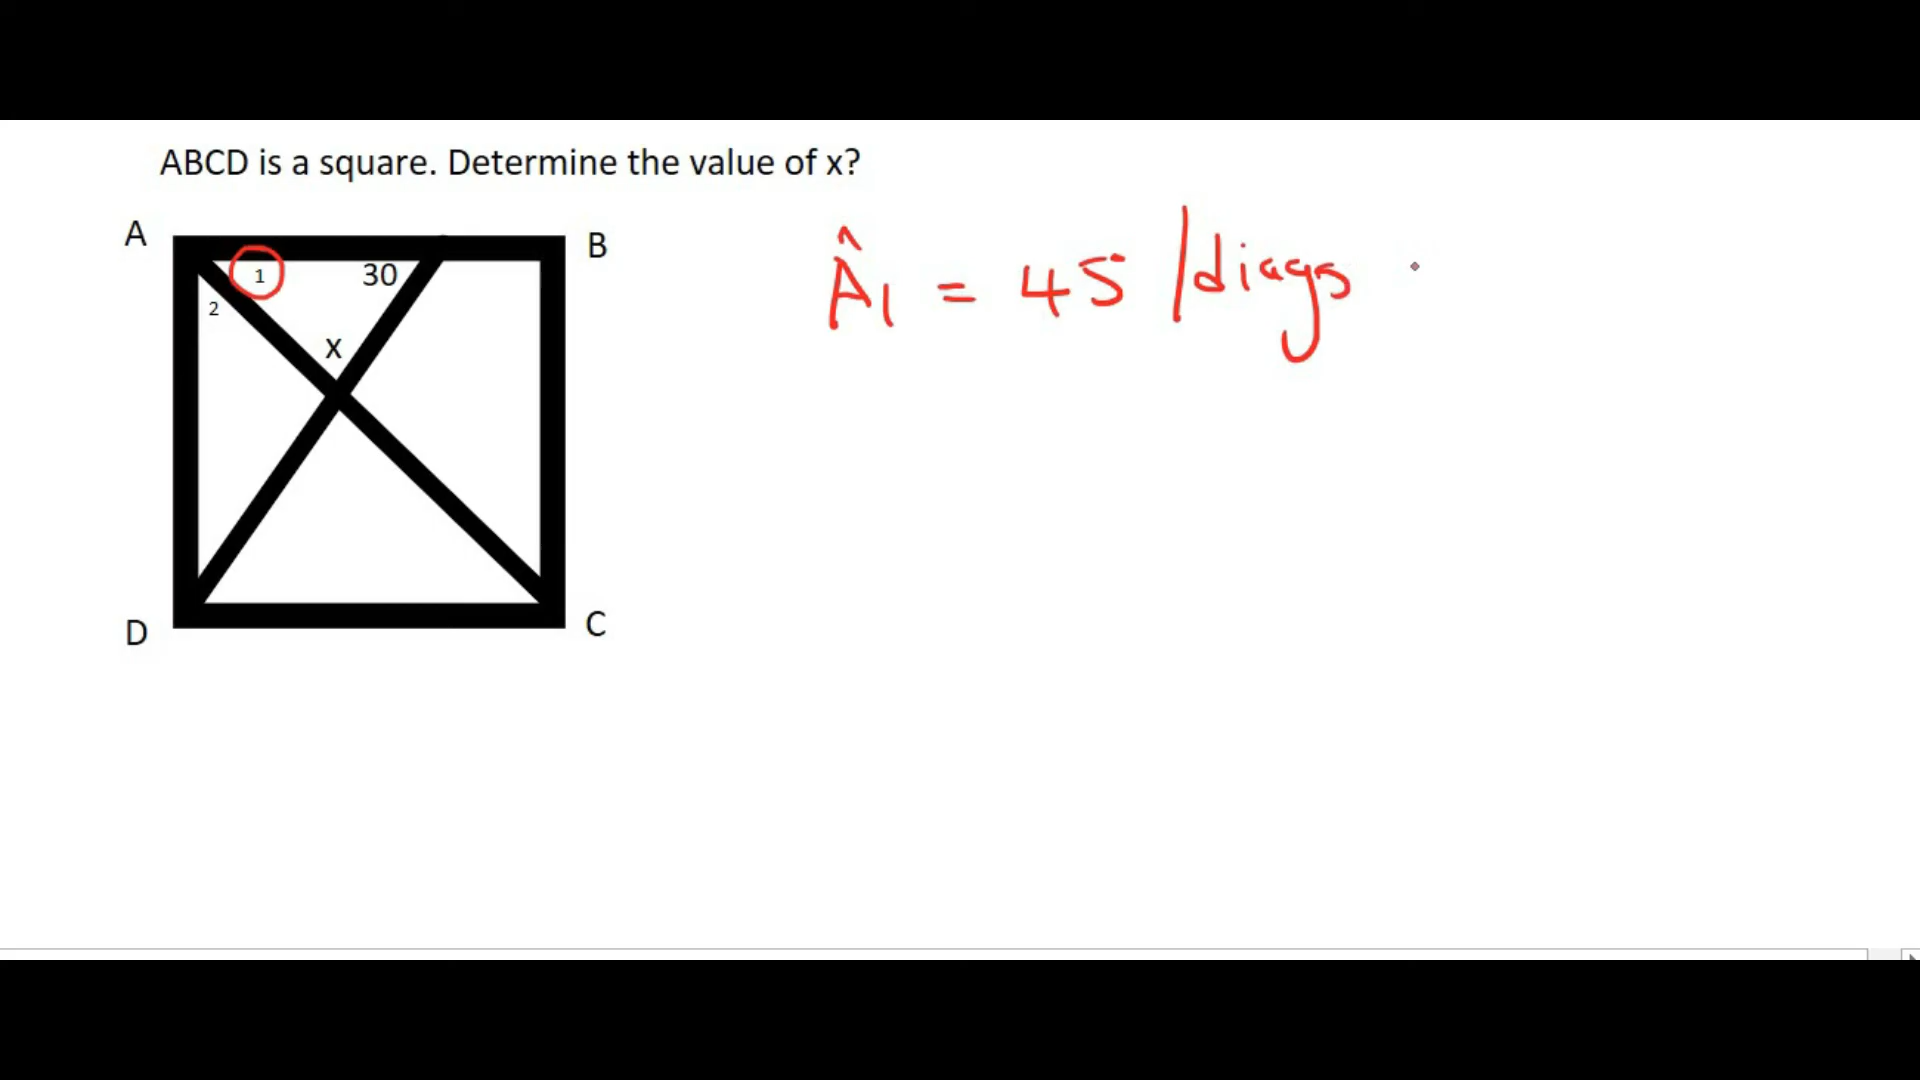 ABCD is a square. Determine the value of x?
A
B
1
30
2
x
D
C
Â1 = 45 /diags